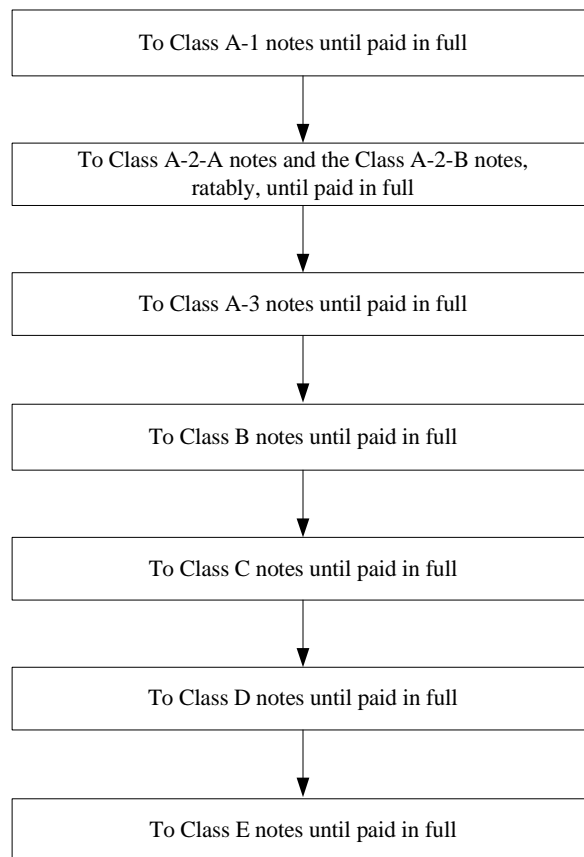 To Class A-1 notes until paid in full
To Class A-2-A notes and the Class A-2-B notes,
ratably, until paid in full
To Class A-3 notes until paid in full
To Class B notes until paid in full
To Class C notes until paid in full
To Class D notes until paid in full
To Class E notes until paid in full